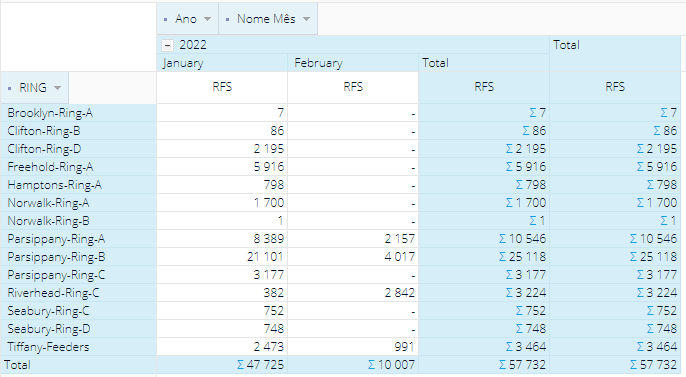 Ano Nome Mês
2022 Total
January February Total
RING RFS RFS RFS RFS
Brooklyn-Ring-A 7 - Σ 7 Σ 7
Clifton-Ring-B 86 - Σ 86 Σ 86
Clifton-Ring-D 2 195 - Σ 2 195 Σ 2 195
Freehold-Ring-A 5 916 - Σ 5 916 Σ 5 916
Hamptons-Ring-A 798 - Σ 798 Σ 798
Norwalk-Ring-A 1 700 - Σ 1 700 Σ 1 700
Norwalk-Ring-B 1 - Σ 1 Σ 1
Parsippany-Ring-A 8 389 2 157 Σ 10 546 Σ 10 546
Parsippany-Ring-B 21 101 4 017 Σ 25 118 Σ 25 118
Parsippany-Ring-C 3 177 - Σ 3 177 Σ 3 177
Riverhead-Ring-C 382 2 842 Σ 3 224 Σ 3 224
Seabury-Ring-C 752 - Σ 752 Σ 752
Seabury-Ring-D 748 - Σ 748 Σ 748
Tiffany-Feeders 2 473 991 Σ 3 464 Σ 3 464
Total Σ 47 725 Σ 10 007 Σ 57 732 Σ 57 732